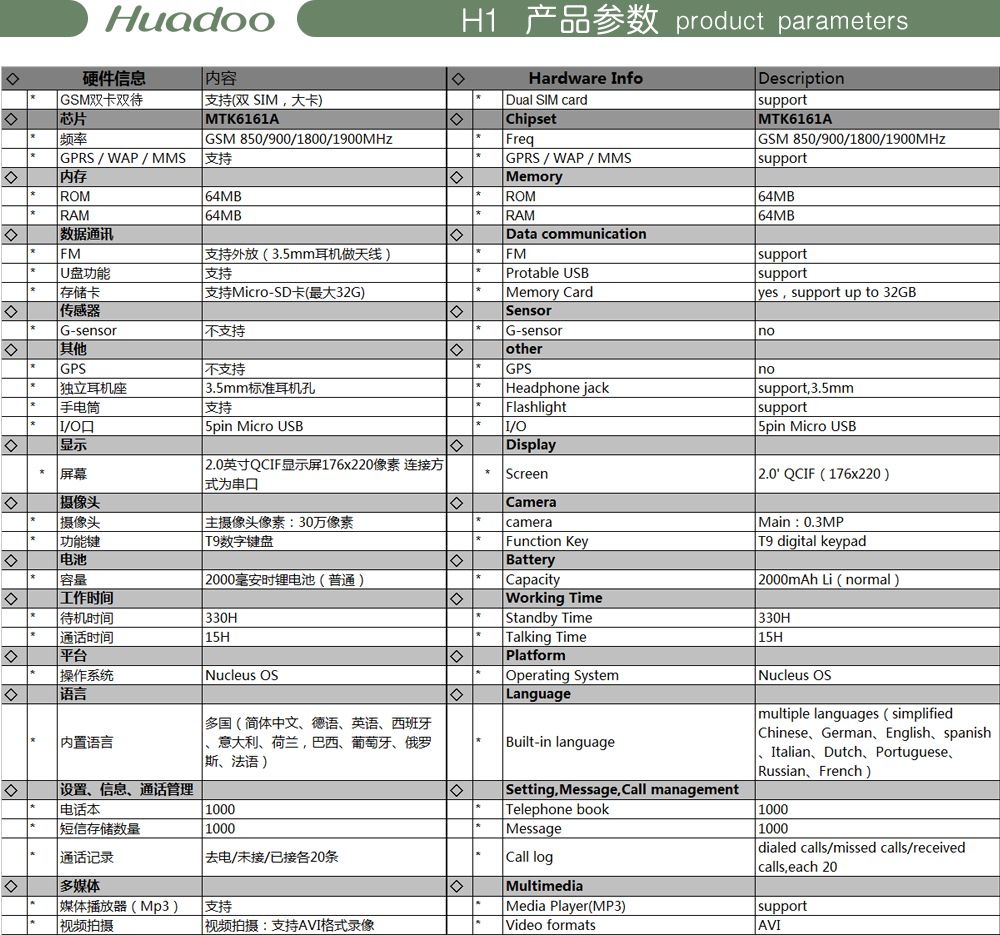 Huadoo
H1 产品参数 product parameters
◇ 硬件信息 内容 ◇ Hardware Info Description
* GSM双卡双待 支持(双 SIM，大卡) * Dual SIM card support
◇ 芯片 MTK6161A ◇ Chipset MTK6161A
* 频率 GSM 850/900/1800/1900MHz * Freq GSM 850/900/1800/1900MHz
* GPRS / WAP / MMS 支持 * GPRS / WAP / MMS support
◇ 内存 ◇ Memory
* ROM 64MB * ROM 64MB
* RAM 64MB * RAM 64MB
◇ 数据通讯 ◇ Data communication
* FM 支持外放（3.5mm耳机做天线） * FM support
* U盘功能 支持 * Protable USB support
* 存储卡 支持Micro-SD卡(最大32G) * Memory Card yes，support up to 32GB
◇ 传感器 ◇ Sensor
* G-sensor 不支持 * G-sensor no
◇ 其他 ◇ other
* GPS 不支持 * GPS no
* 独立耳机座 3.5mm标准耳机孔 * Headphone jack support,3.5mm
* 手电筒 支持 * Flashlight support
* I/O口 5pin Micro USB * I/O 5pin Micro USB
◇ 显示 ◇ Display
* 屏幕 2.0英寸QCIF显示屏176x220像素 连接方
式为串口 * Screen 2.0' QCIF（176x220）
◇ 摄像头 ◇ Camera
* 摄像头 主摄像头像素：30万像素 * camera Main：0.3MP
* 功能键 T9数字键盘 * Function Key T9 digital keypad
◇ 电池 ◇ Battery
* 容量 2000毫安时锂电池（普通） * Capacity 2000mAh Li（normal）
◇ 工作时间 ◇ Working Time
* 待机时间 330H * Standby Time 330H
* 通话时间 15H * Talking Time 15H
◇ 平台 ◇ Platform
* 操作系统 Nucleus OS * Operating System Nucleus OS
◇ 语言 ◇ Language
* 内置语言 多国（简体中文、德语、英语、西班牙
、意大利、荷兰，巴西、葡萄牙、俄罗
斯、法语） * Built-in language multiple languages（simplified
Chinese、German、English、spanish
、Italian、Dutch、Portuguese、
Russian、French）
◇ 设置、信息、通话管理 ◇ Setting,Message,Call management
* 电话本 1000 * Telephone book 1000
* 短信存储数量 1000 * Message 1000
* 通话记录 去电/未接/已接各20条 * Call log dialed calls/missed calls/received
calls,each 20
◇ 多媒体 ◇ Multimedia
* 媒体播放器（Mp3） 支持 * Media Player(MP3) support
* 视频拍摄 视频拍摄：支持AVI格式录像 * Video formats AVI